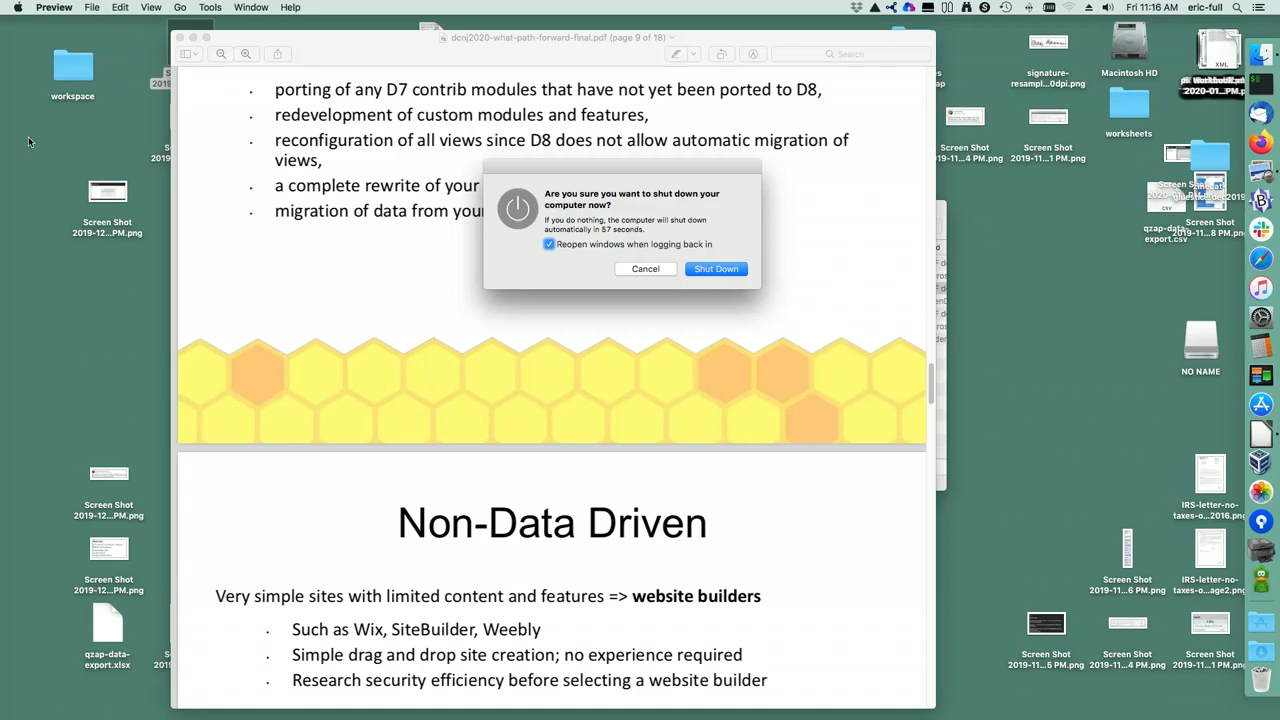 Preview File Edit View Go Tools Window Help
Fri 11:16 AM eric-full
dcnj2020-what-path-forward-final.pdf (page 9 of 18)
Search
porting of any D7 contrib modules that have not yet been ported to D8,
redevelopment of custom modules and features,
reconfiguration of all views since D8 does not allow automatic migration of
views,
a complete rewrite of your
migration of data from your
Are you sure you want to shut down your
computer now?
If you do nothing, the computer will shut down
automatically in 57 seconds.
Reopen windows when logging back in
Cancel Shut Down
Non-Data Driven
Very simple sites with limited content and features => website builders
· Such as Wix, SiteBuilder, Weebly
· Simple drag and drop site creation; no experience required
· Research security efficiency before selecting a website builder
workspace
Screen Shot
2019-12...PM.png
Screen Shot
2019-12...PM.png
Screen Shot
2019-12...PM.png
qzap-data-
export.xlsx
signature-
resampl...0dpi.png
Macintosh HD
XML
worksheets
Screen Shot
2019-11...4 PM.png
Screen Shot
2019-11...1 PM.png
CSV
qzap-data-
export.csv
Screen Shot
2019-11...8 PM.png
NO NAME
IRS-letter-no-
taxes-o...2016.png
Screen Shot
2019-11...6 PM.png
IRS-letter-no-
taxes-o...age2.png
Screen Shot
2019-11...5 PM.png
Screen Shot
2019-11...4 PM.png
Screen Shot
2019-11...1 PM.png